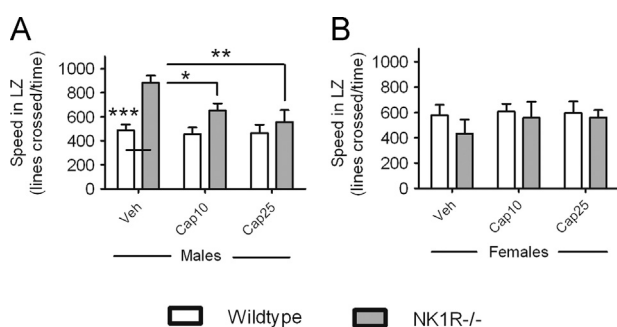 A
Speed in LZ
(lines crossed/time)
1000
800
600
400
200
0
***
*
**
Veh
Cap10
Cap25
Males
B
Speed in LZ
(lines crossed/time)
1000
800
600
400
200
0
Veh
Cap10
Cap25
Females
Wildtype
NK1R-/-